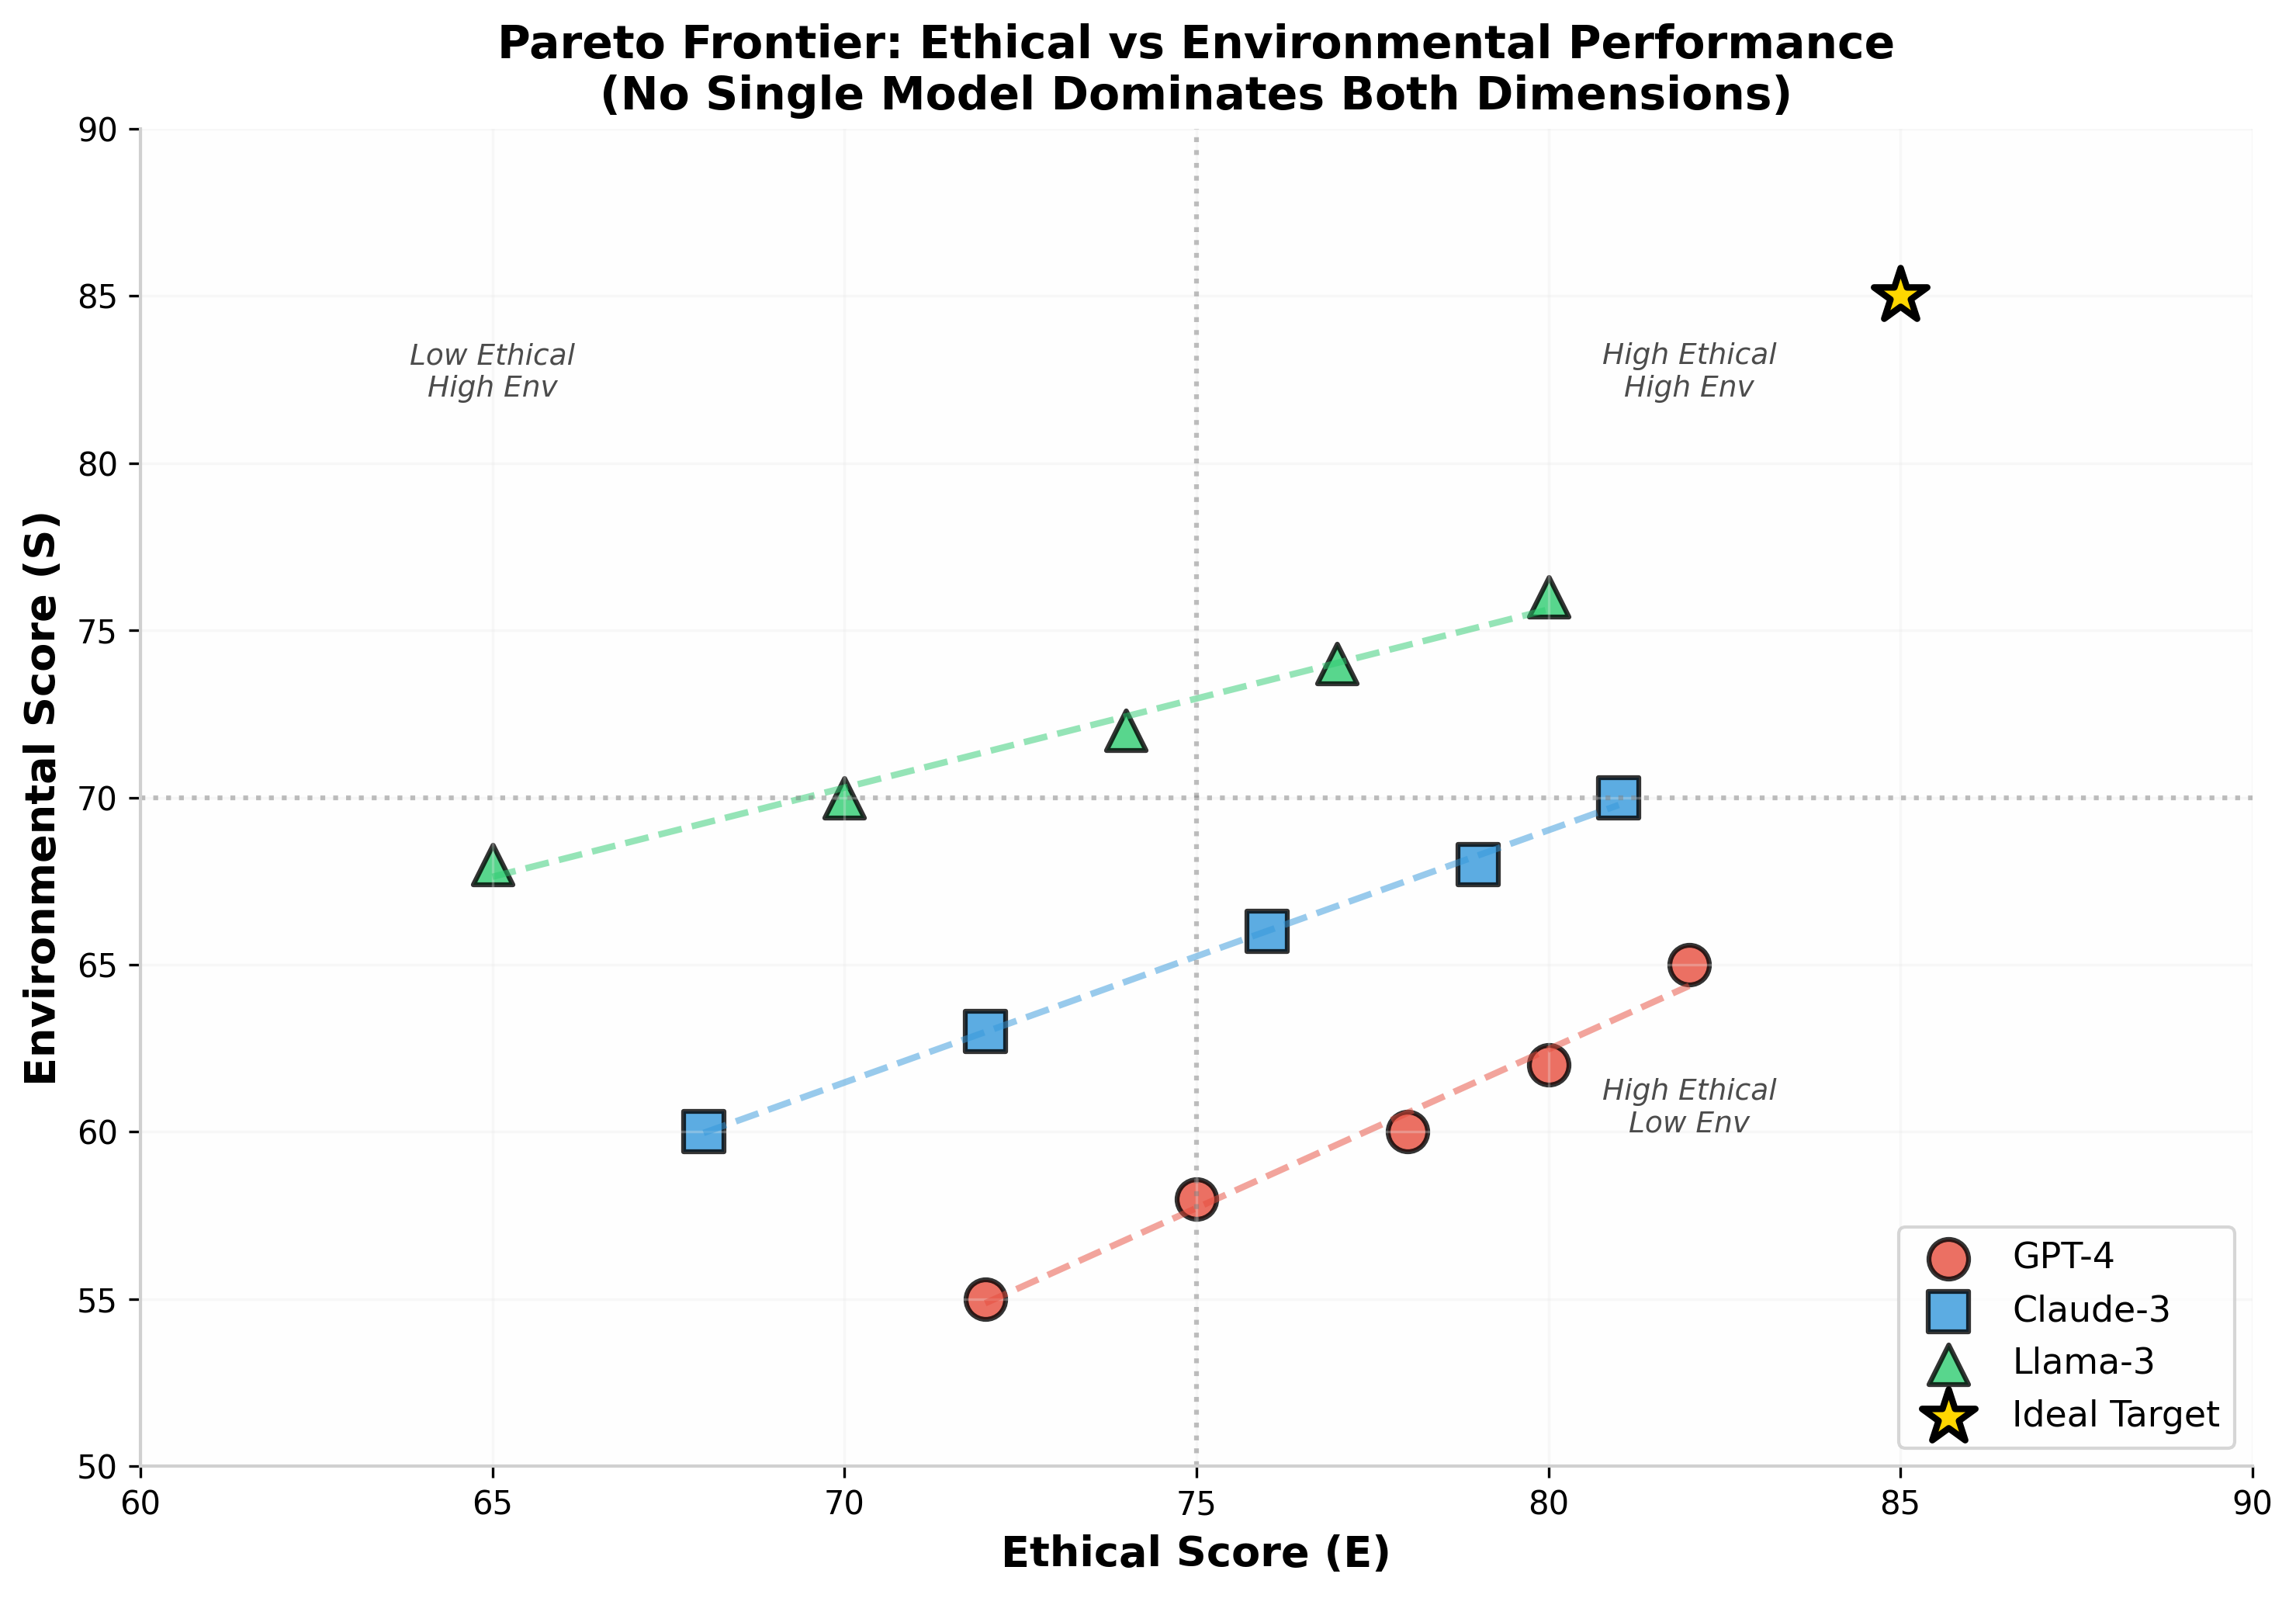 Pareto Frontier: Ethical vs Environmental Performance
(No Single Model Dominates Both Dimensions)
90
85
80
75
70
65
60
55
50
Environmental Score (S)
Low Ethical
High Env
High Ethical
High Env
High Ethical
Low Env
GPT-4
Claude-3
Llama-3
Ideal Target
60
65
70
75
80
85
90
Ethical Score (E)